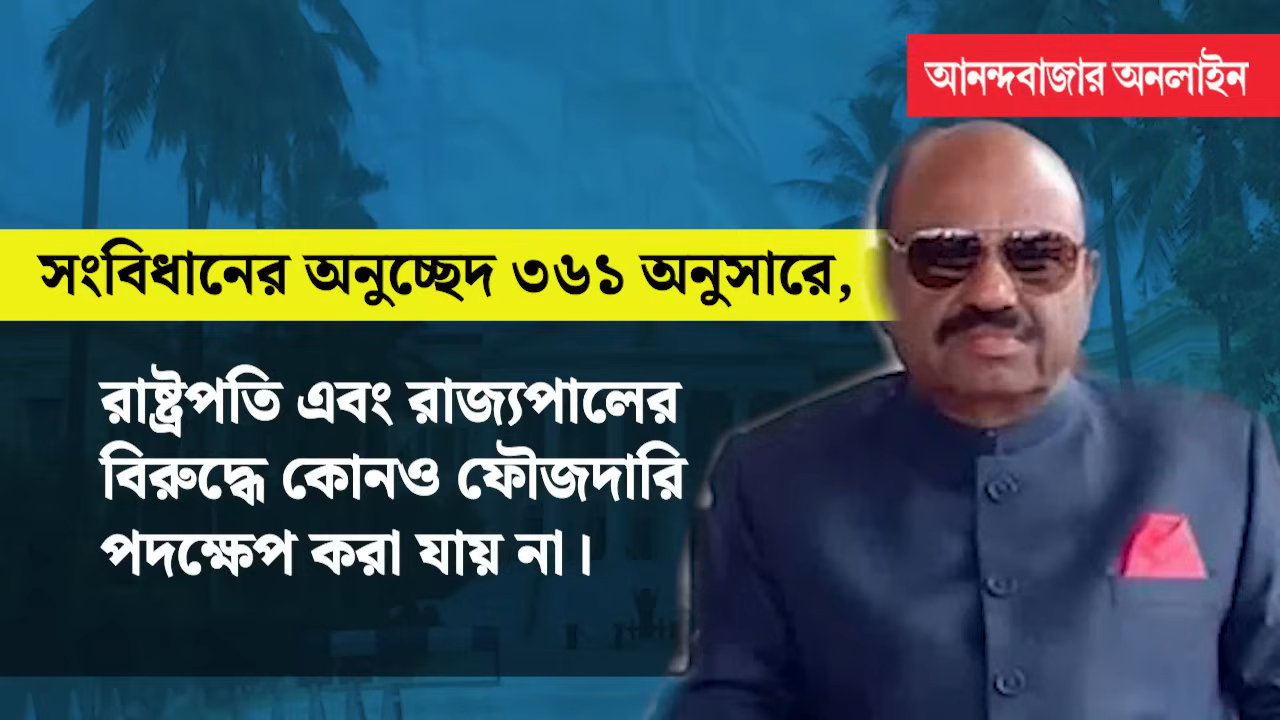 আনন্দবাজার অনলাইন
সংবিধানের অনুচ্ছেদ ৩৬১ অনুসারে,
রাষ্ট্রপতি এবং রাজ্যপালের
বিরুদ্ধে কোনও ফৌজদারি
পদক্ষেপ করা যায় না।